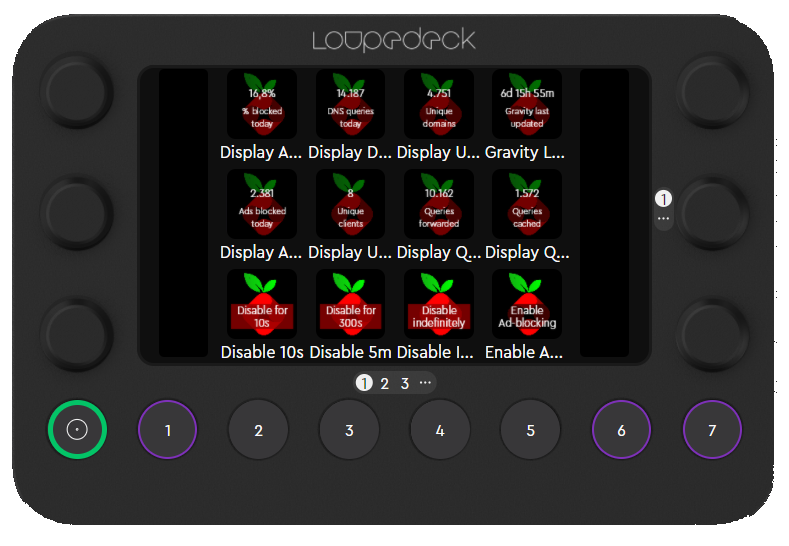 Loupedeck
16,8%
% blocked
today
14.187
DNS queries
today
4.751
Unique
domains
6d 15h 55m
Gravity last
updated
Display A...
Display D...
Display U...
Gravity L...
2.381
Ads blocked
today
8
Unique
clients
10.162
Queries
forwarded
1.572
Queries
cached
Display A...
Display U...
Display Q...
Display Q...
1
...
Disable for
10s
Disable for
300s
Disable
indefinitely
Enable
Ad-blocking
Disable 10s
Disable 5m
Disable I...
Enable A...
1 2 3 ...
1
2
3
4
5
6
7